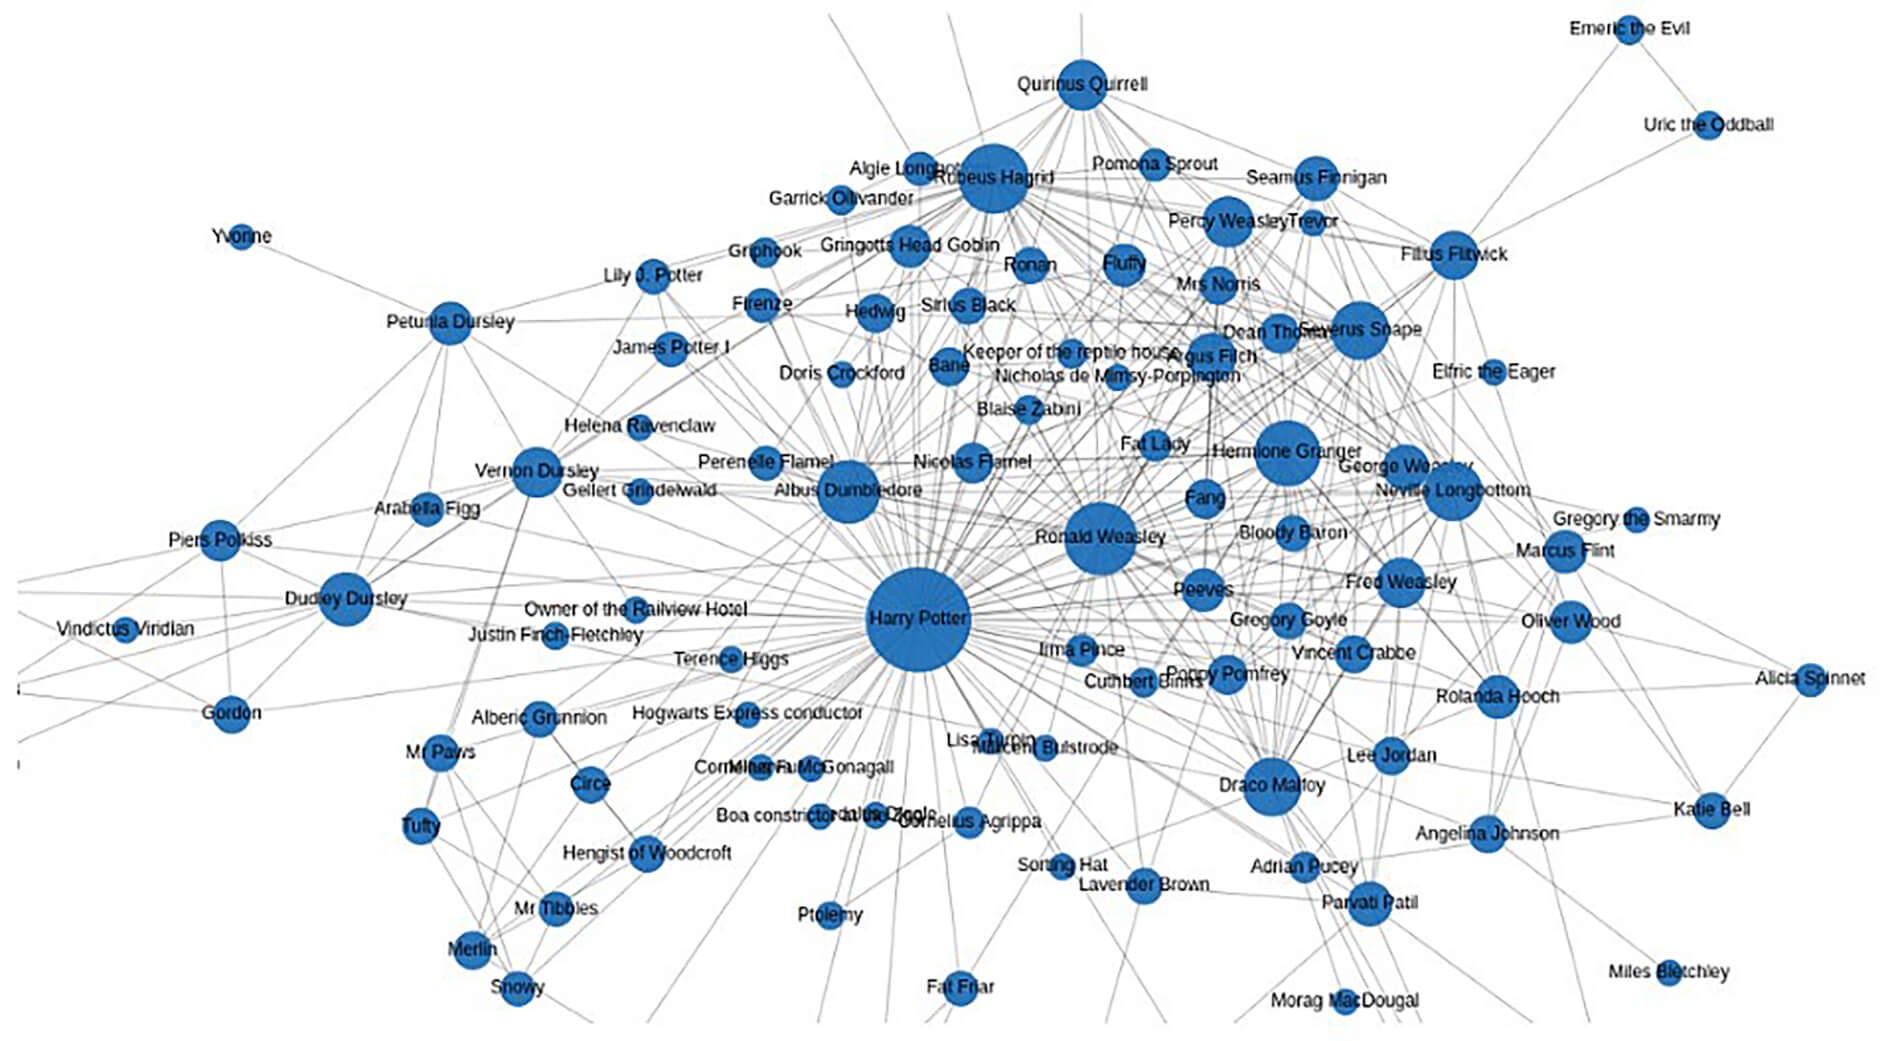 Emeric the Evil
Quirinus Quirrell
Uric the Oddball
Pomona Sprout
Algie
Rubeus Hagrid
Seamus Finnigan
Garrick Ollivander
Percy Weasley
Trevor
Yvonne
Gringotts Head Goblin
Griphook
Filius Flitwick
Fluffy
Ronan
Lily J. Potter
Mrs Norris
Firenze
Sirius Black
Hedwig
Petunia Dursley
Dean Thomas
Severus Snape
James Potter I
Keeper of the reptile house
Argus Filch
Bane
Doris Crockford
Nicholas de Mimsy-Porpington
Elfric the Eager
Blaise Zabini
Helena Ravenclaw
Fat Lady
Hermione Granger
Perenelle Flamel
Nicolas Flamel
George Weasley
Vernon Dursley
Gellert Grindelwald
Albus Dumbledore
Neville Longbottom
Fang
Arabella Figg
Gregory the Smarmy
Bloody Baron
Ronald Weasley
Piers Polkiss
Marcus Flint
Fred Weasley
Peeves
Dudley Dursley
Owner of the Railview Hotel
Harry Potter
Gregory Goyle
Oliver Wood
Vindictus Viridian
Justin Finch-Fletchley
Irma Pince
Vincent Crabbe
Terence Higgs
Poppy Pomfrey
Cuthbert Binns
Alicia Spinnet
Rolanda Hooch
Gordon
Alberic Grunnion
Hogwarts Express conductor
Lisa Turpin
Bulstrode
Mr Paws
Lee Jordan
McGonagall
Circe
Draco Malfoy
Katie Bell
Boa constrictor
Cornelius Agrippa
Tufty
Angelina Johnson
Hengist of Woodcroft
Sorting Hat
Adrian Pucey
Lavender Brown
Parvati Patil
Mr Tibbles
Ptolemy
Merlin
Miles Bletchley
Snowy
Fat Friar
Morag MacDougal